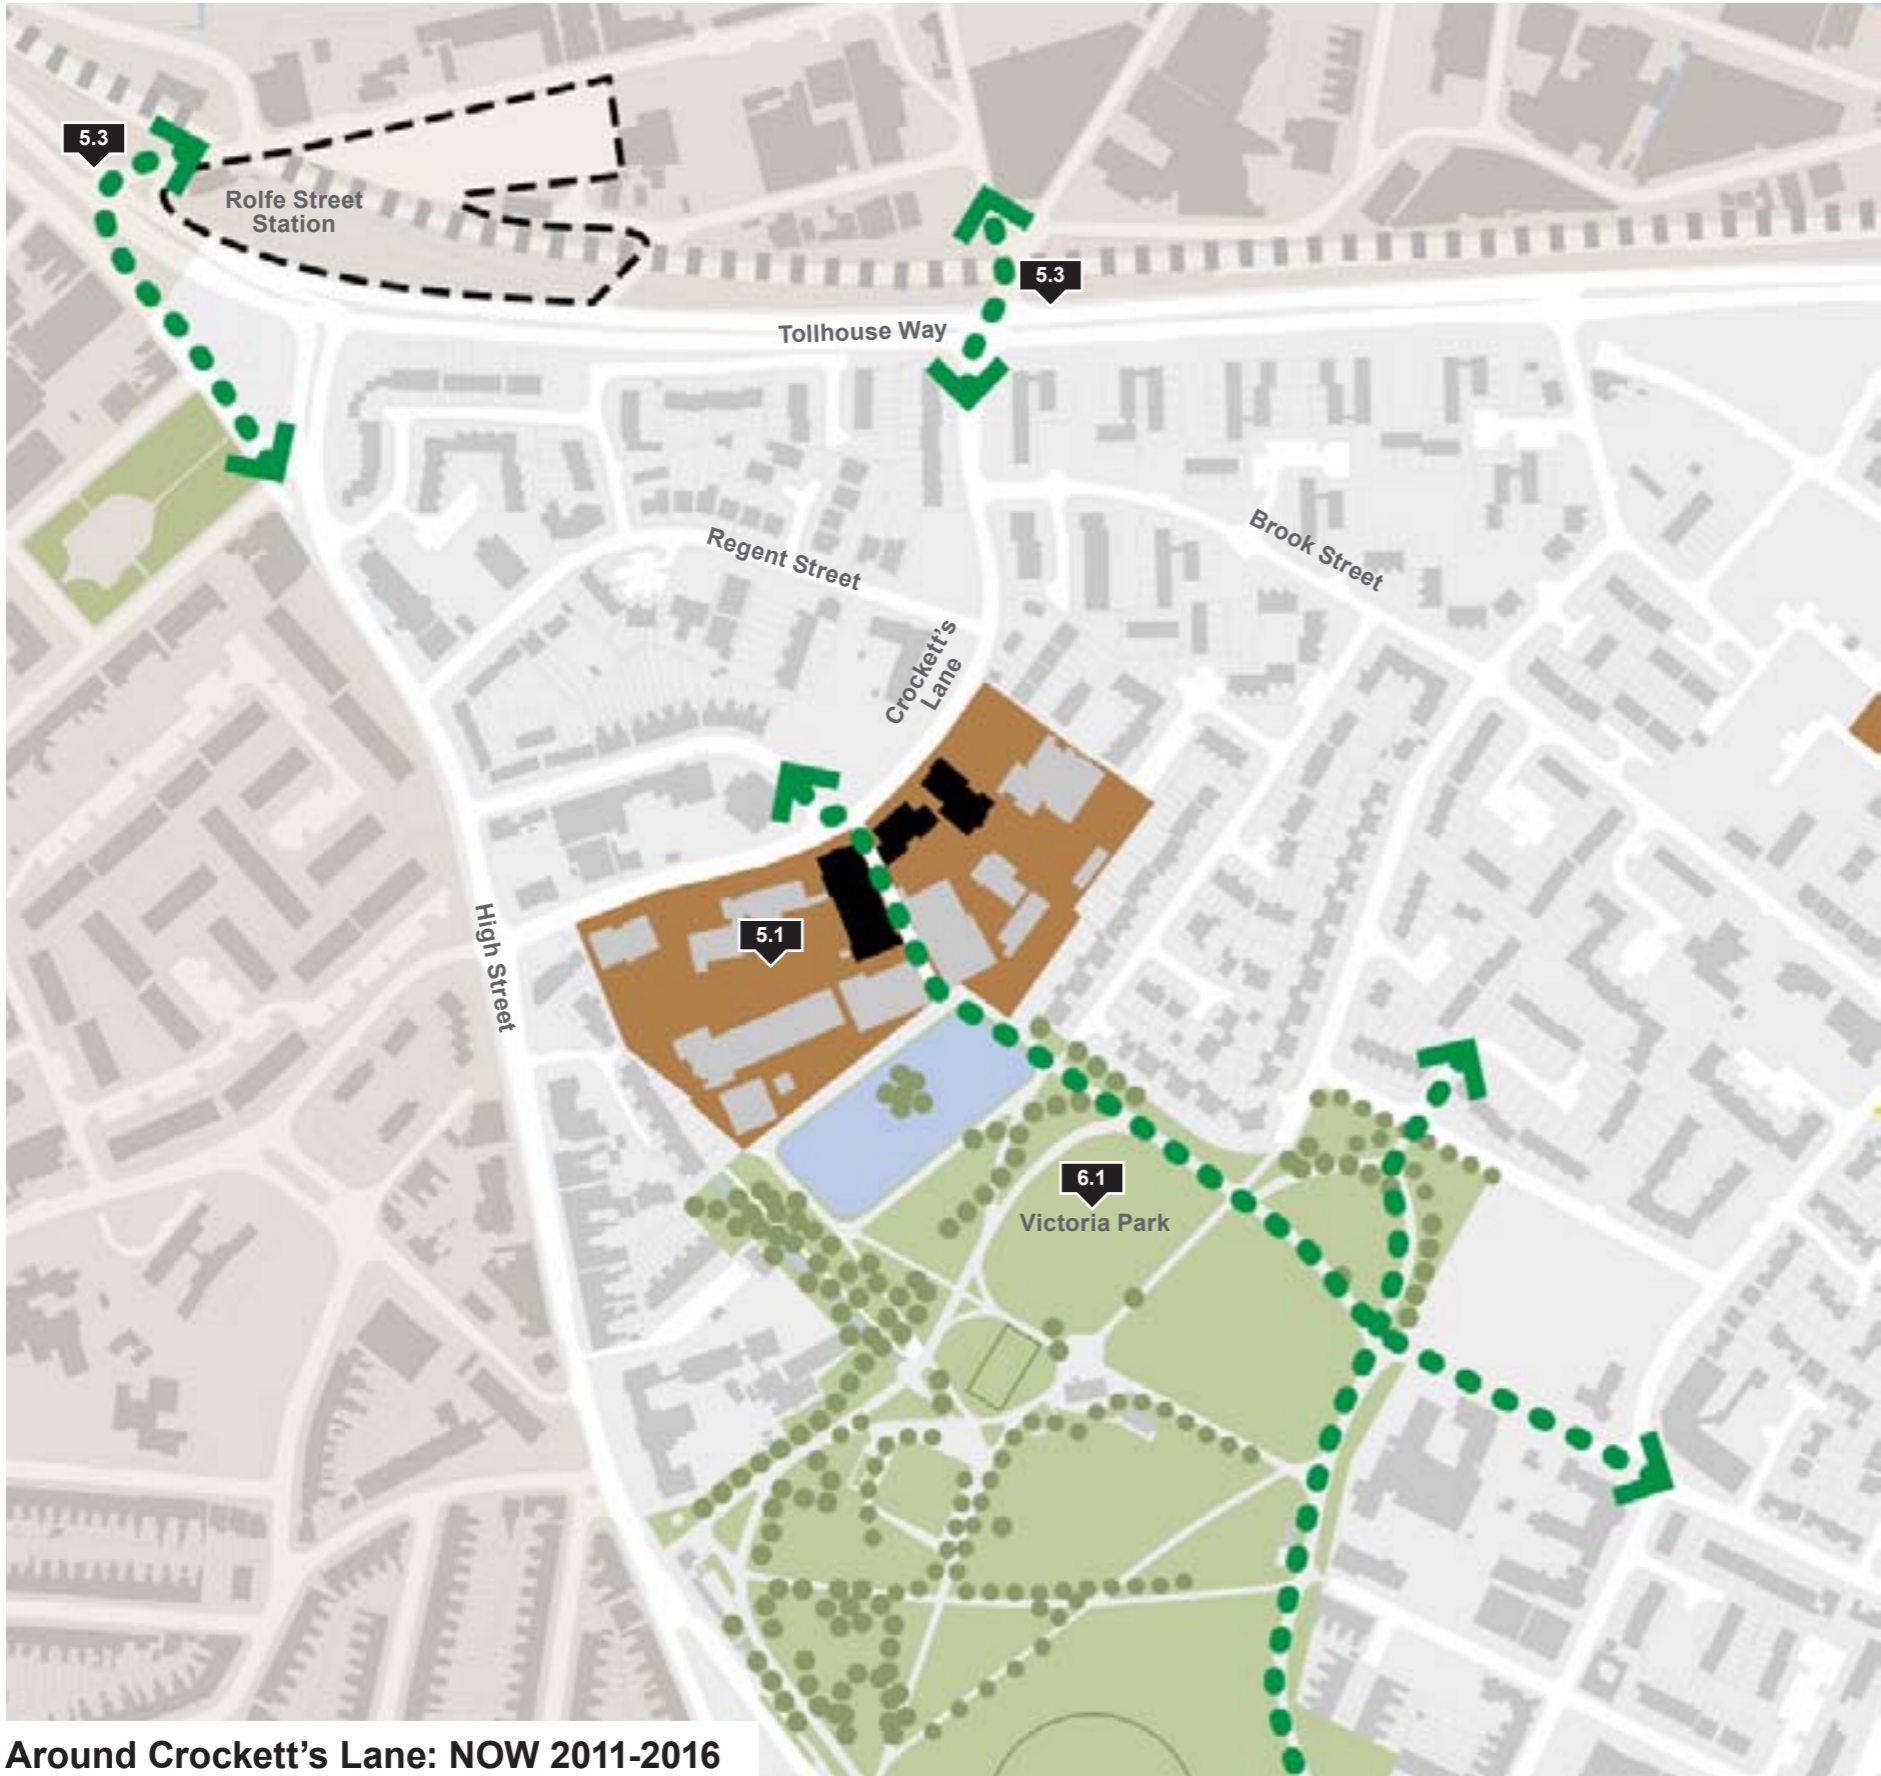 5.3
Rolfe Street
Station
5.3
Tollhouse Way
Regent Street
Brook Street
Crockett's
Lane
High Street
5.1
6.1
Victoria Park
Around Crockett's Lane: NOW 2011-2016